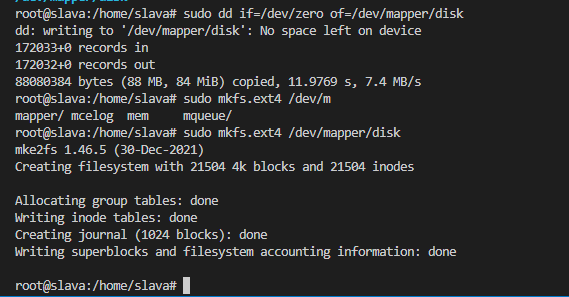 root@slava:/home/slava# sudo dd if=/dev/zero of=/dev/mapper/disk
dd: writing to '/dev/mapper/disk': No space left on device
172033+0 records in
172032+0 records out
88080384 bytes (88 MB, 84 MiB) copied, 11.9769 s, 7.4 MB/s
root@slava:/home/slava# sudo mkfs.ext4 /dev/m
mapper/ mcelog  mem     mqueue/
root@slava:/home/slava# sudo mkfs.ext4 /dev/mapper/disk
mke2fs 1.46.5 (30-Dec-2021)
Creating filesystem with 21504 4k blocks and 21504 inodes

Allocating group tables: done
Writing inode tables: done
Creating journal (1024 blocks): done
Writing superblocks and filesystem accounting information: done

root@slava:/home/slava#